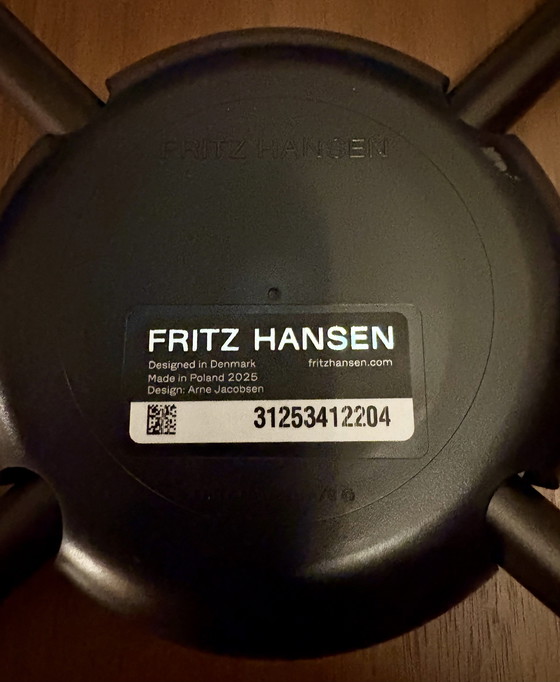 FRITZ HANSEN
FRITZ HANSEN
Designed in Denmark fritzhansen.com
Made in Poland 2025
Design: Arne Jacobsen
31253412204